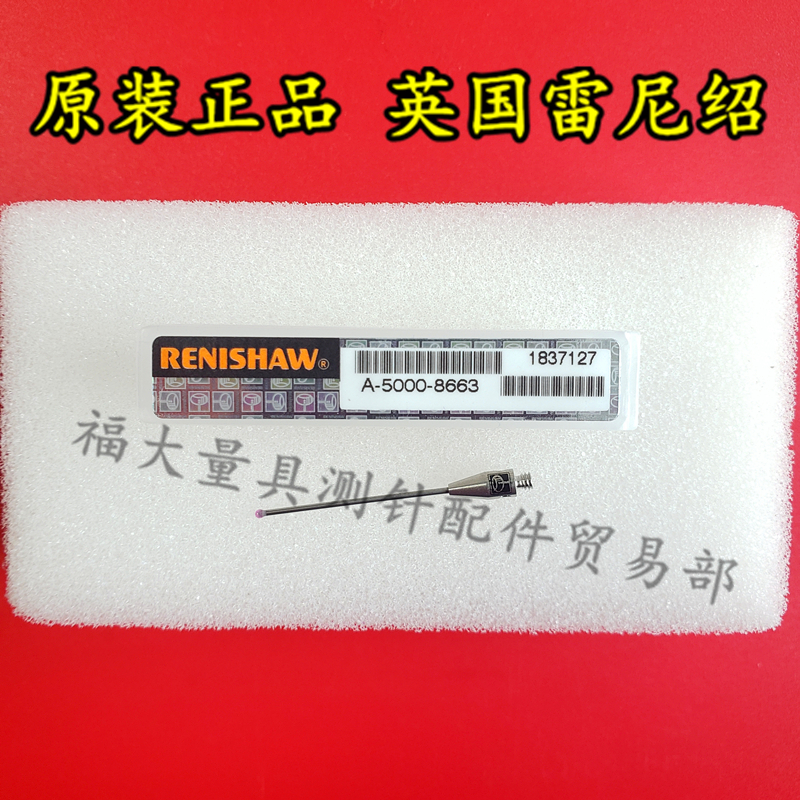 原装正品 英国雷尼绍
RENISHAW®
1837127
A-5000-8663
福大量具测针配件贸易部